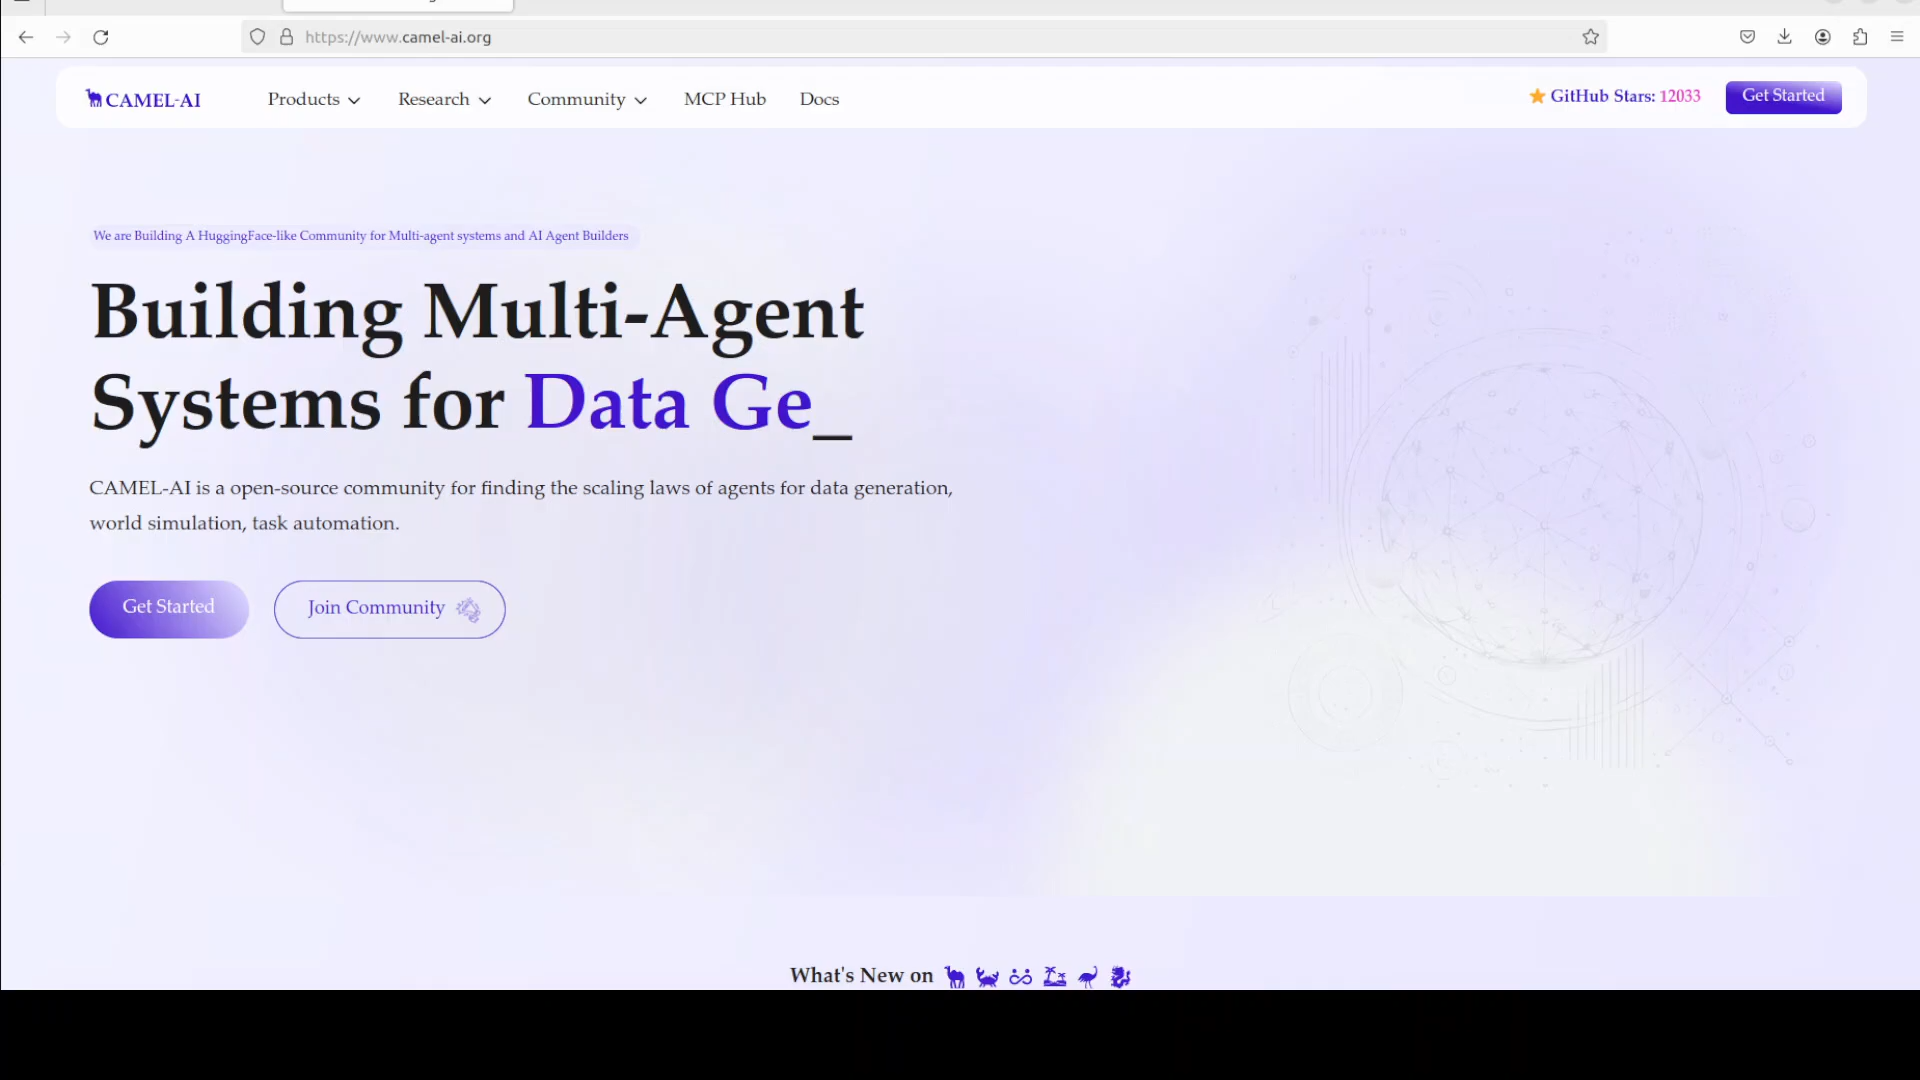 https://www.camel-ai.org
CAMEL-AI
Products
Research
Community
MCP Hub
Docs
GitHub Stars: 12033
Get Started
We are Building A HuggingFace-like Community for Multi-agent systems and AI Agent Builders
Building Multi-Agent
Systems for Data Ge_
CAMEL-AI is a open-source community for finding the scaling laws of agents for data generation,
world simulation, task automation.
Get Started
Join Community
What's New on